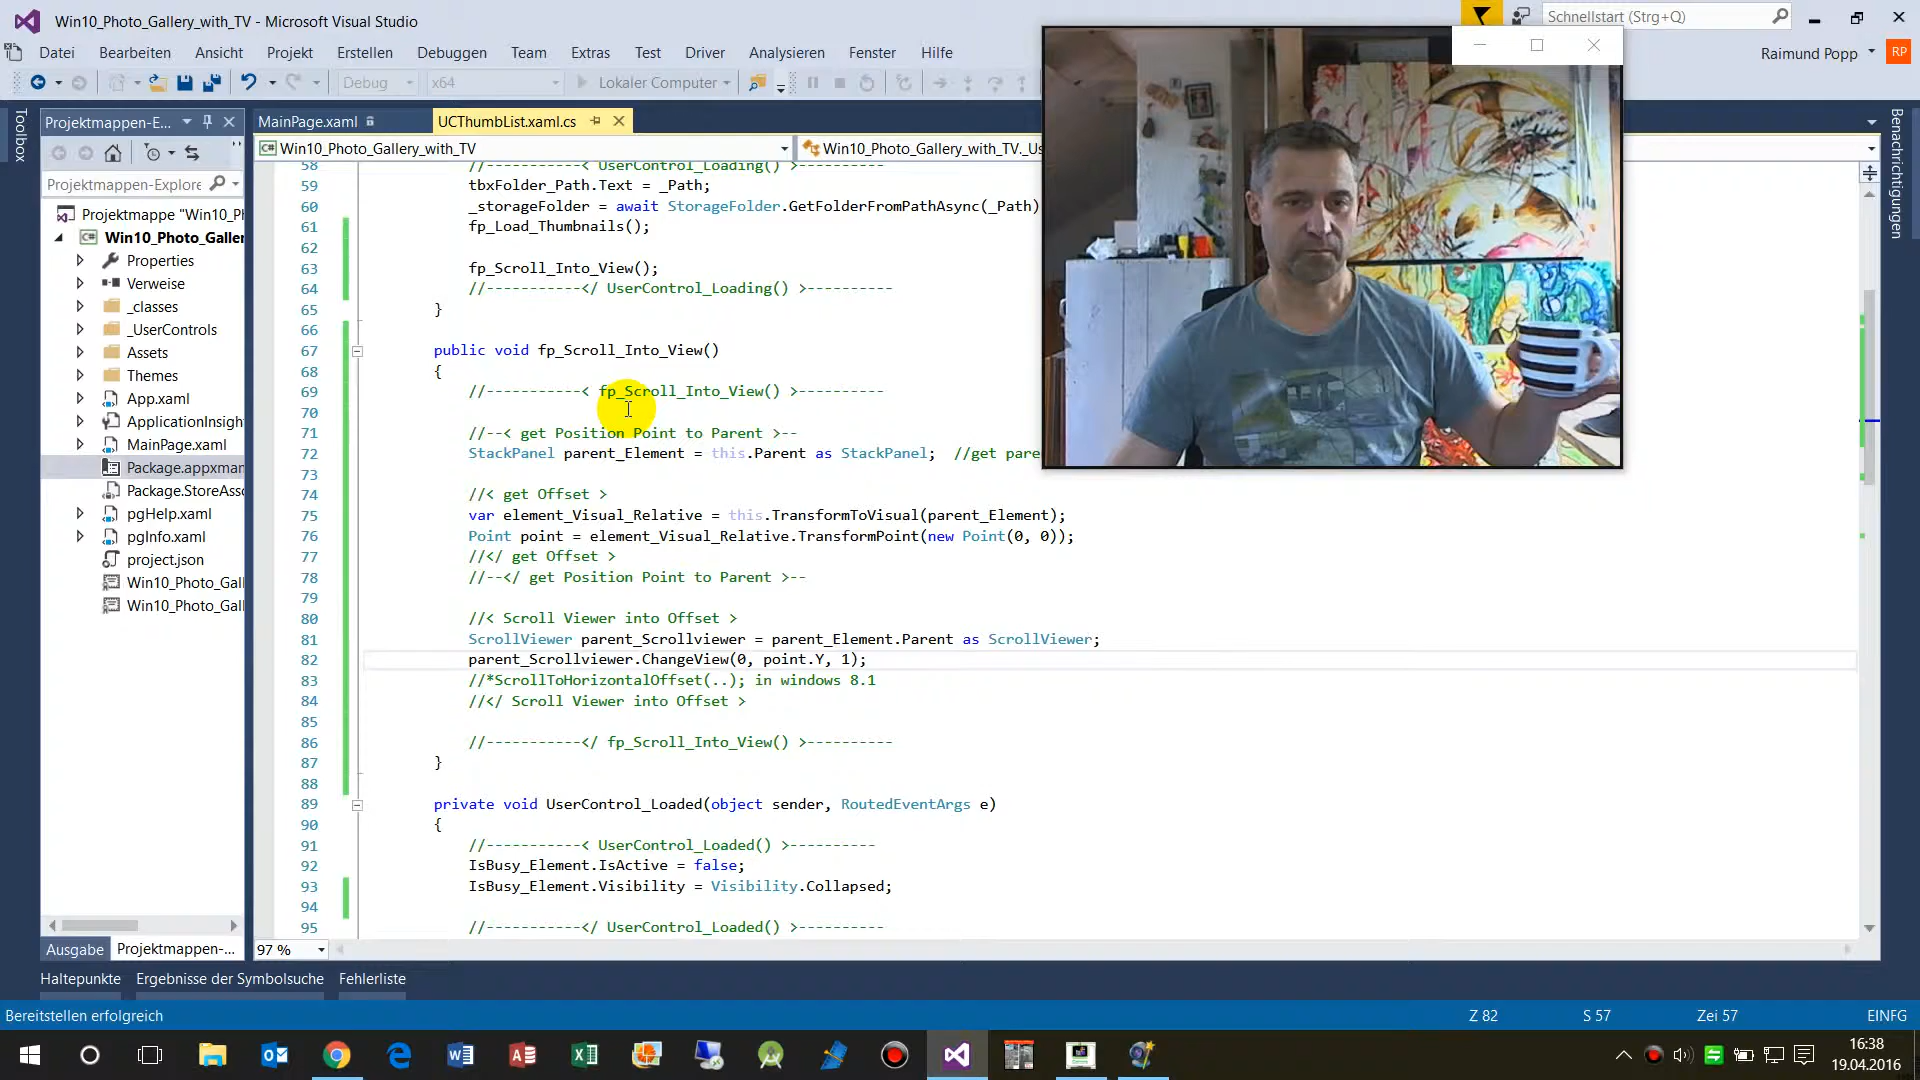 Win10_Photo_Gallery_with_TV - Microsoft Visual Studio
Schnellstart (Strg+Q)
Datei Bearbeiten Ansicht Projekt Erstellen Debuggen Team Extras Test Driver Analysieren Fenster Hilfe
Raimund Popp RP
Debug x64 Lokaler Computer
Toolbox
Projektmappen-E...
MainPage.xaml UCThumbList.xaml.cs
Benachrichtigungen
Win10_Photo_Gallery_with_TV Win10_Photo_Gallery_with_TV._Us
Projektmappen-Explore
Projektmappe "Win10_Pl
Win10_Photo_Galler
Properties
Verweise
_classes
_UserControls
Assets
Themes
App.xaml
ApplicationInsigh
MainPage.xaml
Package.appxman
Package.StoreAsso
pgHelp.xaml
pgInfo.xaml
project.json
Win10_Photo_Gal
Win10_Photo_Gal
58 //-----------< UserControl_Loading() >----------
59 tbxFolder_Path.Text = _Path;
60 _storageFolder = await StorageFolder.GetFolderFromPathAsync(_Path)
61 fp_Load_Thumbnails();
62
63 fp_Scroll_Into_View();
64 //-----------</ UserControl_Loading() >----------
65 }
66
67 public void fp_Scroll_Into_View()
68 {
69 //-----------< fp_Scroll_Into_View() >----------
70
71 //--< get Position Point to Parent >--
72 StackPanel parent_Element = this.Parent as StackPanel;  //get pare
73
74 //< get Offset >
75 var element_Visual_Relative = this.TransformToVisual(parent_Element);
76 Point point = element_Visual_Relative.TransformPoint(new Point(0, 0));
77 //</ get Offset >
78 //--</ get Position Point to Parent >--
79
80 //< Scroll Viewer into Offset >
81 ScrollViewer parent_Scrollviewer = parent_Element.Parent as ScrollViewer;
82 parent_Scrollviewer.ChangeView(0, point.Y, 1);
83 //*ScrollToHorizontalOffset(..); in windows 8.1
84 //</ Scroll Viewer into Offset >
85
86 //-----------</ fp_Scroll_Into_View() >----------
87 }
88
89 private void UserControl_Loaded(object sender, RoutedEventArgs e)
90 {
91 //-----------< UserControl_Loaded() >----------
92 IsBusy_Element.IsActive = false;
93 IsBusy_Element.Visibility = Visibility.Collapsed;
94
95 //-----------</ UserControl_Loaded() >----------
Ausgabe Projektmappen-... 97 %
Haltepunkte Ergebnisse der Symbolsuche Fehlerliste
Bereitstellen erfolgreich Z 82 S 57 Zei 57 EINFG
16:38
19.04.2016